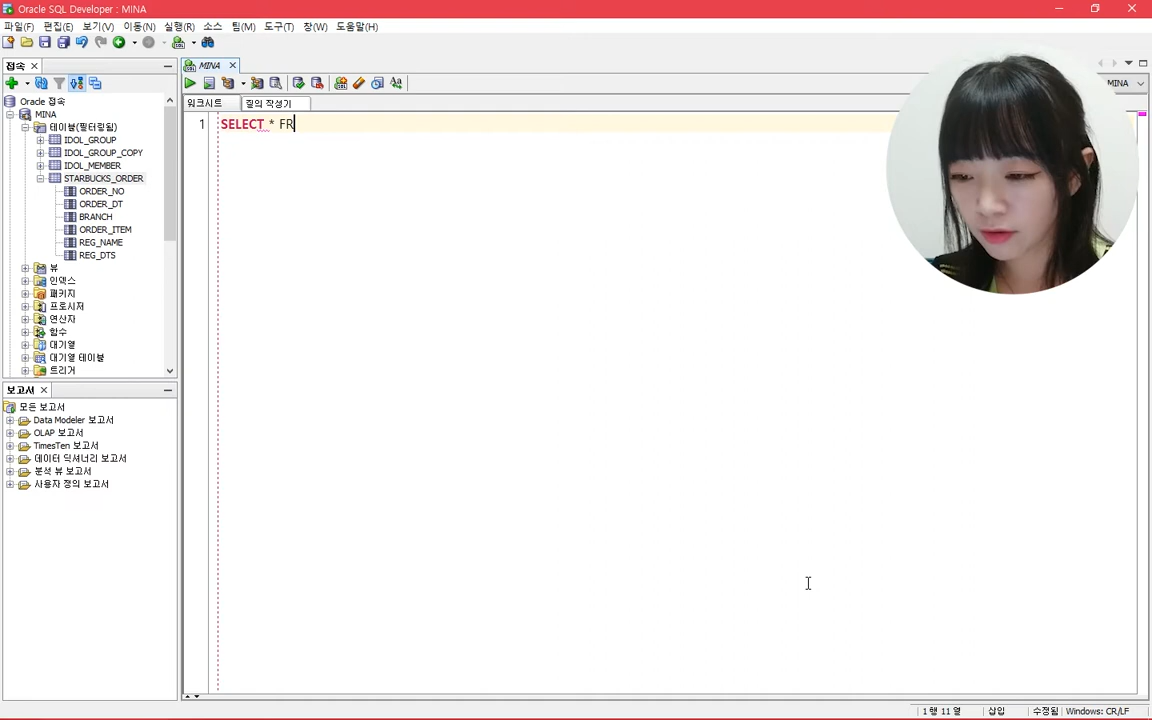 Oracle SQL Developer : MINA
파일(F) 편집(E) 보기(V) 이동(N) 실행(R) 소스 팀(M) 도구(T) 창(W) 도움말(H)
접속
MINA
MINA
워크시트 질의 작성기
Oracle 접속
MINA
테이블(필터링됨)
IDOL_GROUP
IDOL_GROUP_COPY
IDOL_MEMBER
STARBUCKS_ORDER
ORDER_NO
ORDER_DT
BRANCH
ORDER_ITEM
REG_NAME
REG_DTS
뷰
인덱스
패키지
프로시저
연산자
함수
대기열
대기열 테이블
트리거
1 SELECT * FR
보고서
모든 보고서
Data Modeler 보고서
OLAP 보고서
TimesTen 보고서
데이터 딕셔너리 보고서
분석 뷰 보고서
사용자 정의 보고서
1 행 11 열 삽입 수정됨 Windows: CR/LF